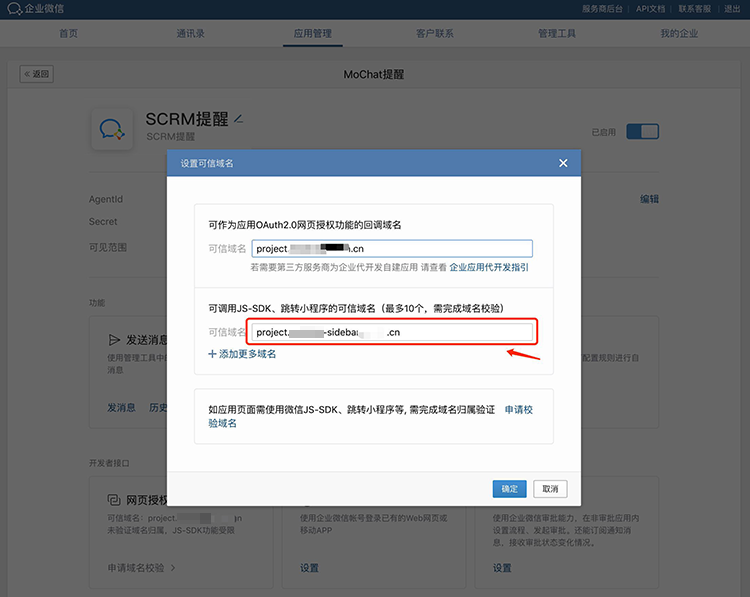 企业微信
服务商后台 | API文档 | 联系客服 | 退出
首页 通讯录 应用管理 客户联系 管理工具 我的企业
< 返回
MoChat提醒
SCRM提醒
SCRM提醒
已启用
设置可信域名
AgentId
编辑
Secret
可见范围
可作为应用OAuth2.0网页授权功能的回调域名
可信域名 project. .cn
若需要第三方服务商为企业代开发自建应用 请查看 企业应用代开发指引
功能
可调用JS-SDK、跳转小程序的可信域名（最多10个，需完成域名校验）
可信域名 project. -sideba .cn
+ 添加更多域名
发送消息
使用管理工具中的
消息
配置规则进行自
发消息 历史
如应用页面需使用微信JS-SDK、跳转小程序等, 需完成域名归属验证 申请校
验域名
开发者接口
确定 取消
网页授权
可信域名：project.
未验证域名归属，JS-SDK功能受限
申请域名校验 >
使用企业微信帐号登录已有的Web网页或
移动APP
设置
使用企业微信审批能力，在非审批应用内
设置流程、发起审批。还能订阅通知消
息、接收审批状态变化情况。
设置